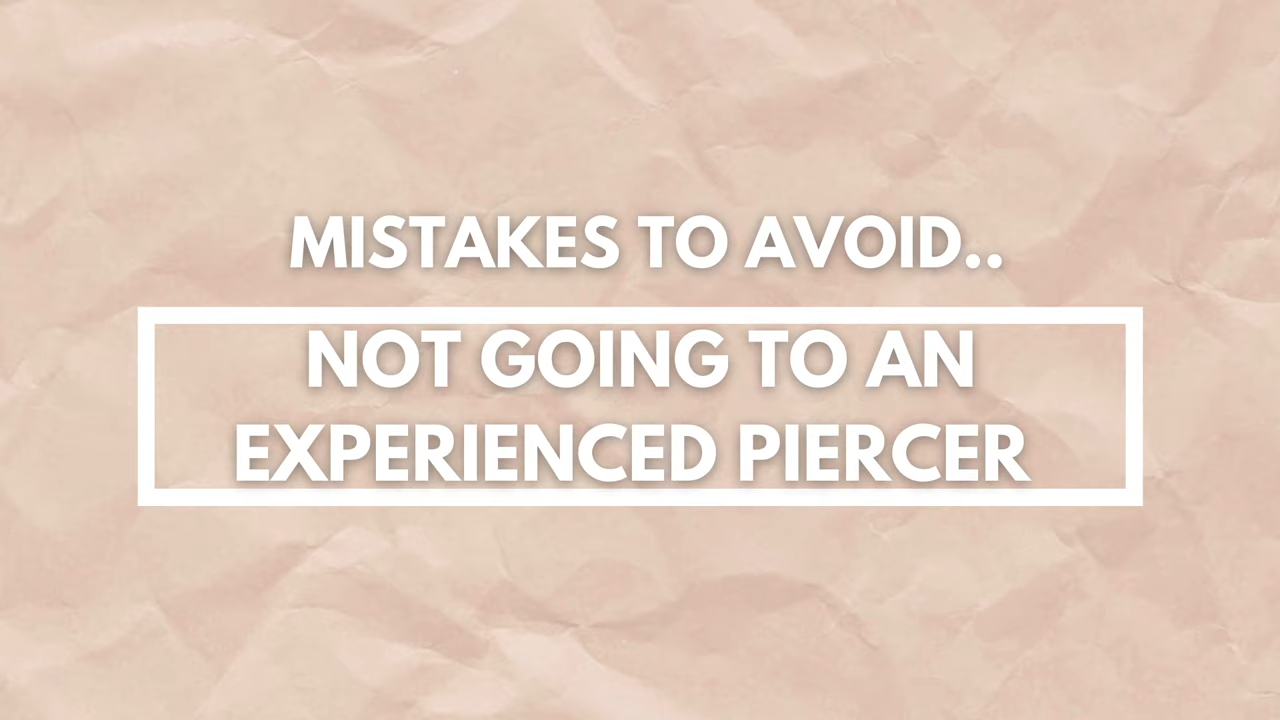 MISTAKES TO AVOID..
NOT GOING TO AN
EXPERIENCED PIERCER